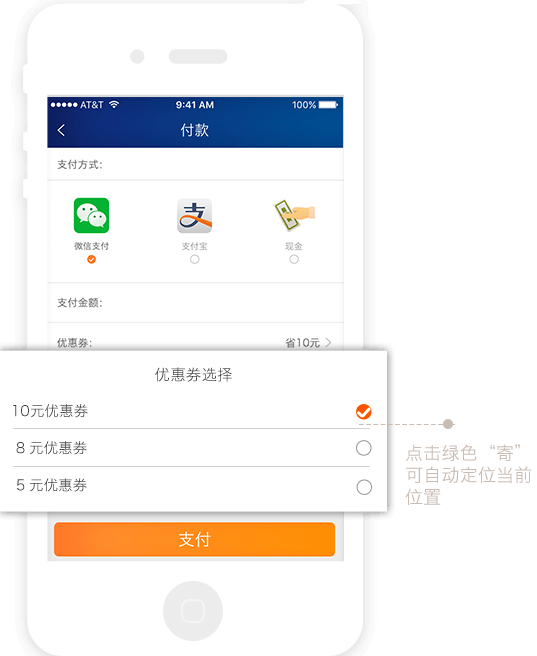 AT&T 9:41 AM 100%
付款
支付方式:
微信支付 支付宝 现金
支付金额:
优惠券: 省10元
优惠券选择
10元优惠券
8 元优惠券
5 元优惠券
点击绿色“寄”
可自动定位当前
位置
支付